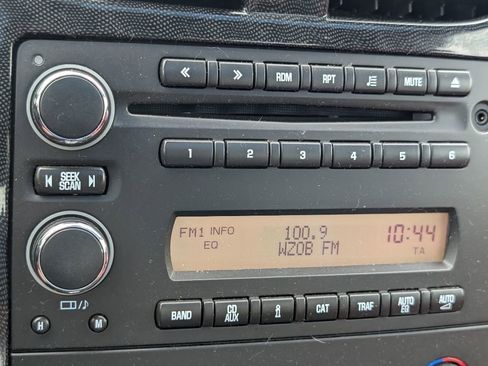 « » RDM RPT MUTE
1 2 3 4 5 6
SEEK
SCAN
FM1 INFO 100.9 10:44
EQ WZOB FM TA
H M
BAND CD AUX i CAT TRAF AUTO EQ AUTO